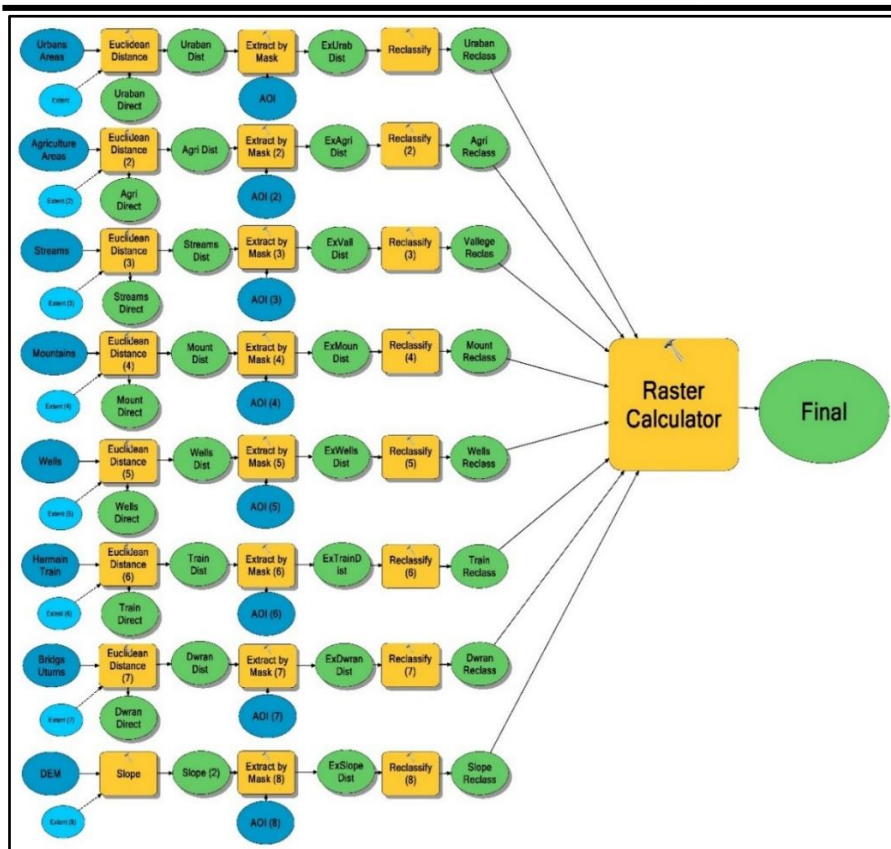 Urbans
Areas
Euclidean
Distance
Uraban
Dist
Extract by
Mask
ExUrab
Dist
Reclassify
Uraban
Reclass
Extent
Uraban
Direct
AOI
Agriculture
Areas
Euclidean
Distance
(2)
Agri Dist
Extract by
Mask (2)
ExAgri
Dist
Reclassify
(2)
Agri
Reclass
Extent (2)
Agri
Direct
AOI (2)
Streams
Euclidean
Distance
(3)
Streams
Dist
Extract by
Mask (3)
ExVall
Dist
Reclassify
(3)
Vallege
Reclas
Extent (3)
Streams
Direct
AOI (3)
Mountains
Euclidean
Distance
(4)
Mount
Dist
Extract by
Mask (4)
ExMoun
Dist
Reclassify
(4)
Mount
Reclass
Extent (4)
Mount
Direct
AOI (4)
Raster
Calculator
Final
Wells
Euclidean
Distance
(5)
Wells
Dist
Extract by
Mask (5)
ExWells
Dist
Reclassify
(5)
Wells
Reclass
Extent (5)
Wells
Direct
AOI (5)
Harmain
Train
Euclidean
Distance
(6)
Train
Dist
Extract by
Mask (6)
ExTrainD
ist
Reclassify
(6)
Train
Reclass
Extent (6)
Train
Direct
AOI (6)
Bridgs
Uturns
Euclidean
Distance
(7)
Dwran
Dist
Extract by
Mask (7)
ExDwran
Dist
Reclassify
(7)
Dwran
Reclass
Extent (7)
Dwran
Direct
AOI (7)
DEM
Slope
Slope (2)
Extract by
Mask (8)
ExSlope
Dist
Reclassify
(8)
Slope
Reclass
Extent (8)
AOI (8)